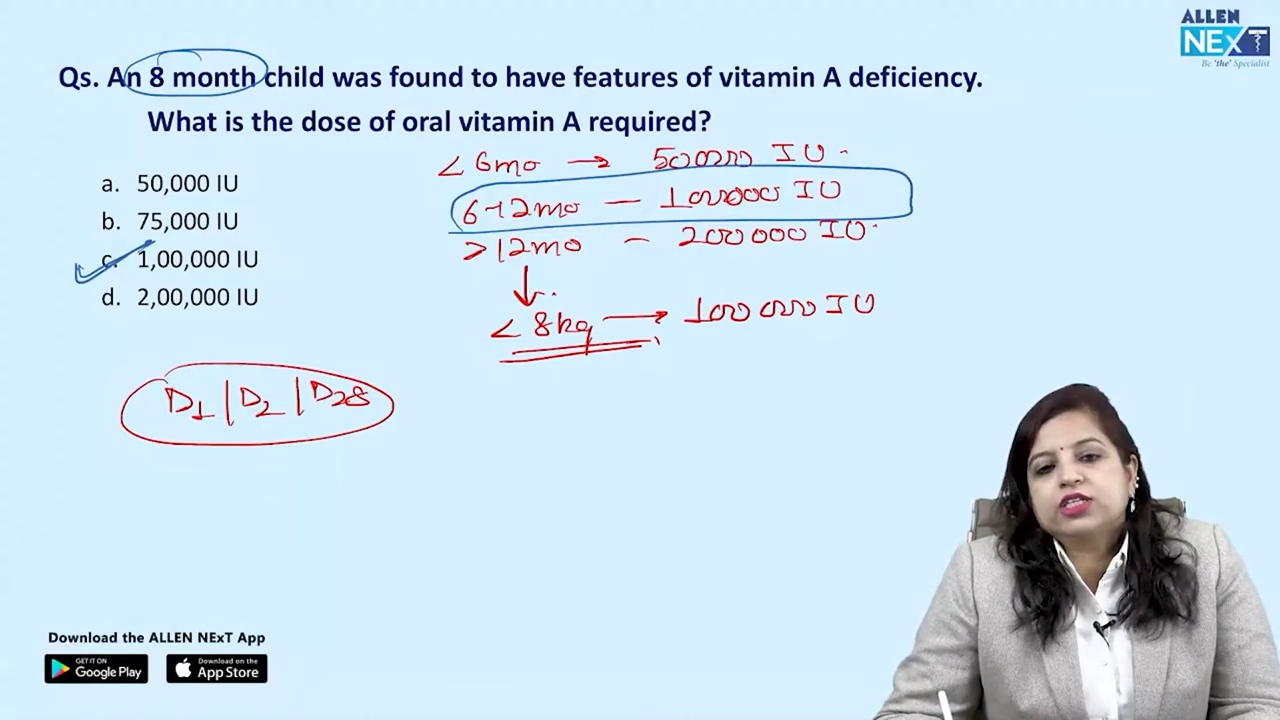 ALLEN
NEXT
Be 'the' Specialist
Qs. An 8 month child was found to have features of vitamin A deficiency.
What is the dose of oral vitamin A required?
a. 50,000 IU
b. 75,000 IU
c. 1,00,000 IU
d. 2,00,000 IU
<6mo → 50000 IU.
6-12mo — 100000 IU
>12mo — 200000 IU.
↓
<8kg → 100000 IU
D1 | D2 | D28
Download the ALLEN NExT App
GET IT ON
Google Play
Download on the
App Store